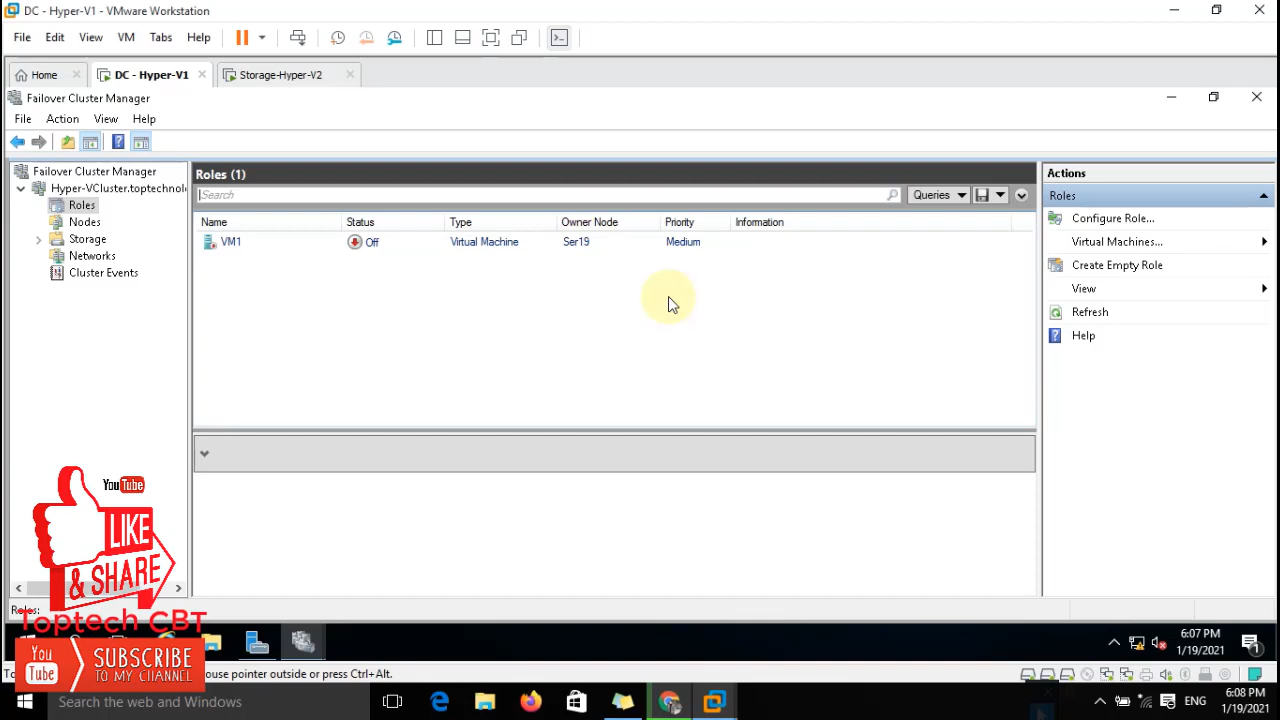 DC - Hyper-V1 - VMware Workstation
File Edit View VM Tabs Help
Home DC - Hyper-V1 Storage-Hyper-V2
Failover Cluster Manager
File Action View Help
Failover Cluster Manager
Hyper-VCluster.toptechnol
Roles
Nodes
Storage
Networks
Cluster Events
Roles (1)
Search
Queries
Name Status Type Owner Node Priority Information
VM1 Off Virtual Machine Ser19 Medium
Actions
Roles
Configure Role...
Virtual Machines...
Create Empty Role
View
Refresh
Help
YouTube
LIKE
& SHARE
Roles:
Toptech CBT
You
Tube
SUBSCRIBE
TO MY CHANNEL
6:07 PM
1/19/2021
1
ouse pointer outside or press Ctrl+Alt.
Search the web and Windows
ENG
6:08 PM
1/19/2021